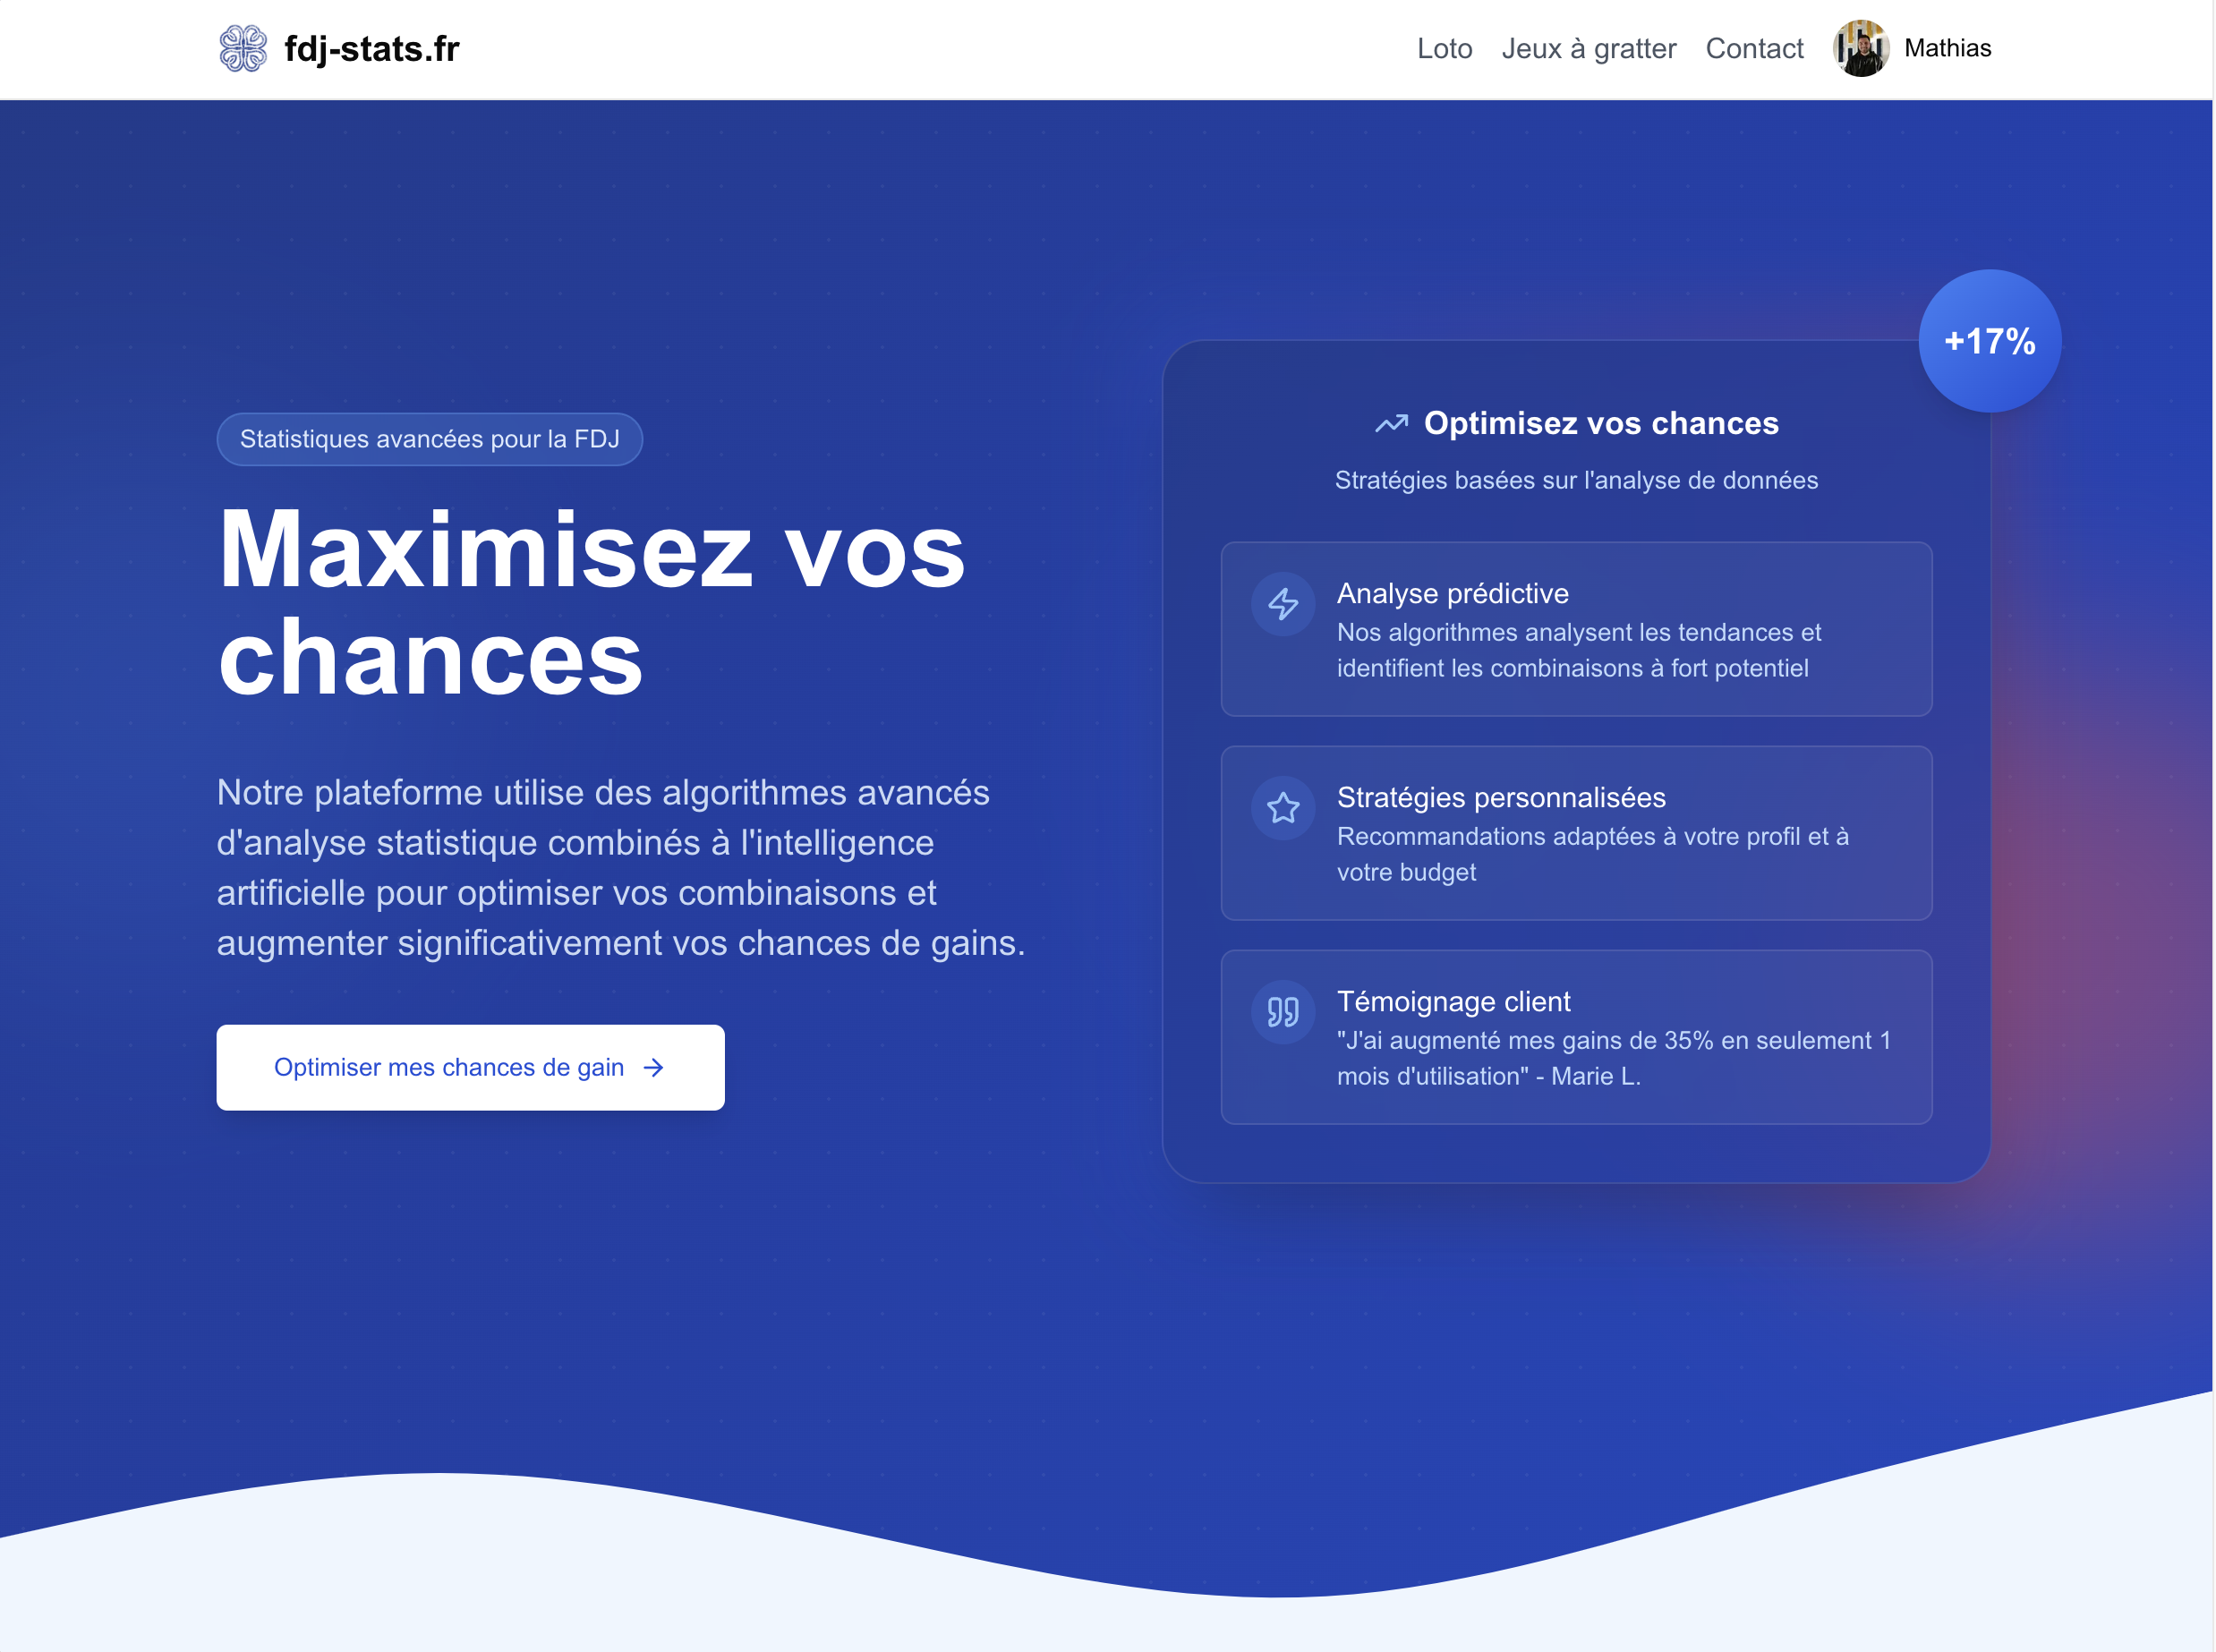 fdj-stats.fr
Loto
Jeux à gratter
Contact
Mathias
Statistiques avancées pour la FDJ
Maximisez vos
chances
Notre plateforme utilise des algorithmes avancés
d'analyse statistique combinés à l'intelligence
artificielle pour optimiser vos combinaisons et
augmenter significativement vos chances de gains.
Optimiser mes chances de gain
+17%
Optimisez vos chances
Stratégies basées sur l'analyse de données
Analyse prédictive
Nos algorithmes analysent les tendances et
identifient les combinaisons à fort potentiel
Stratégies personnalisées
Recommandations adaptées à votre profil et à
votre budget
Témoignage client
"J'ai augmenté mes gains de 35% en seulement 1
mois d'utilisation" - Marie L.